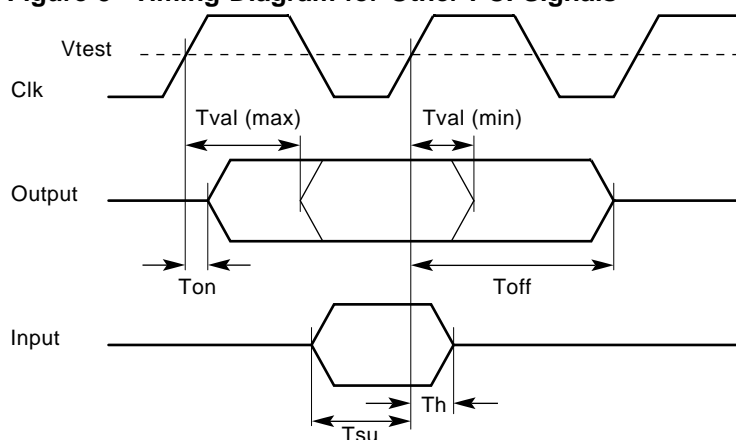 Figure Timing Diagram for Other PCI Signals
Vtest
Clk
Tval (max)
Tval (min)
Output
Ton
Toff
Input
Th
Tsu